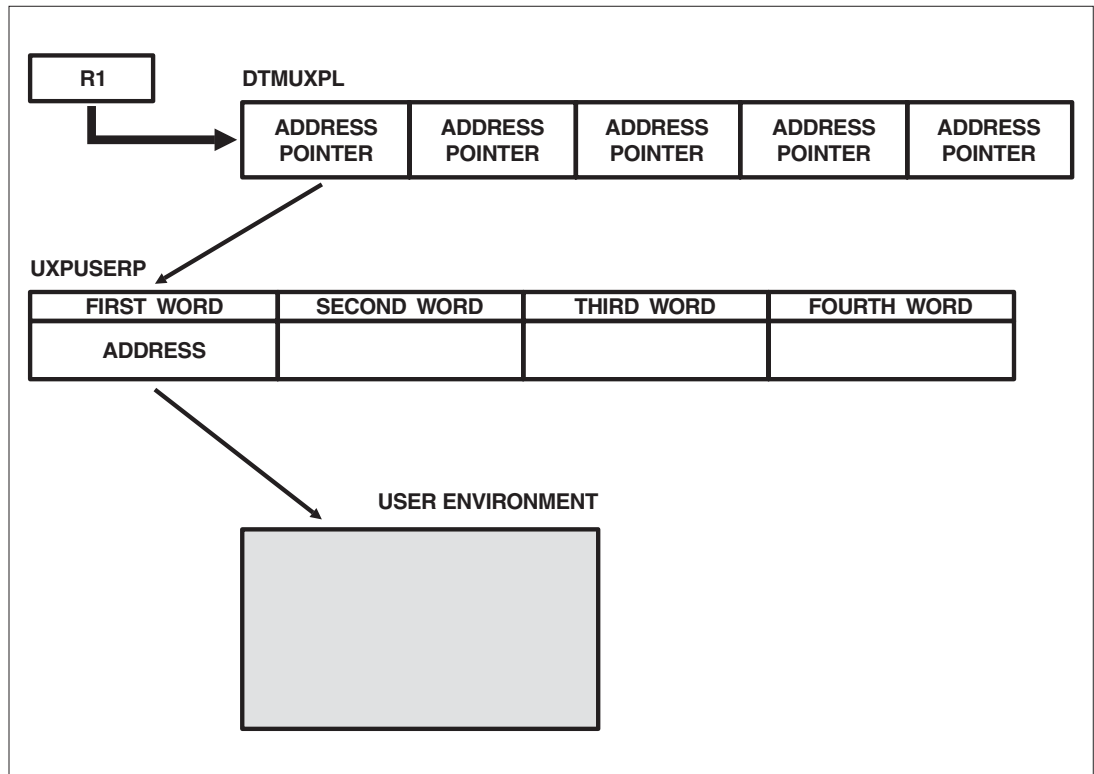 R1
DTMUXPL
ADDRESS POINTER
ADDRESS POINTER
ADDRESS POINTER
ADDRESS POINTER
ADDRESS POINTER
UXPUSERP
FIRST WORD
SECOND WORD
THIRD WORD
FOURTH WORD
ADDRESS
USER ENVIRONMENT